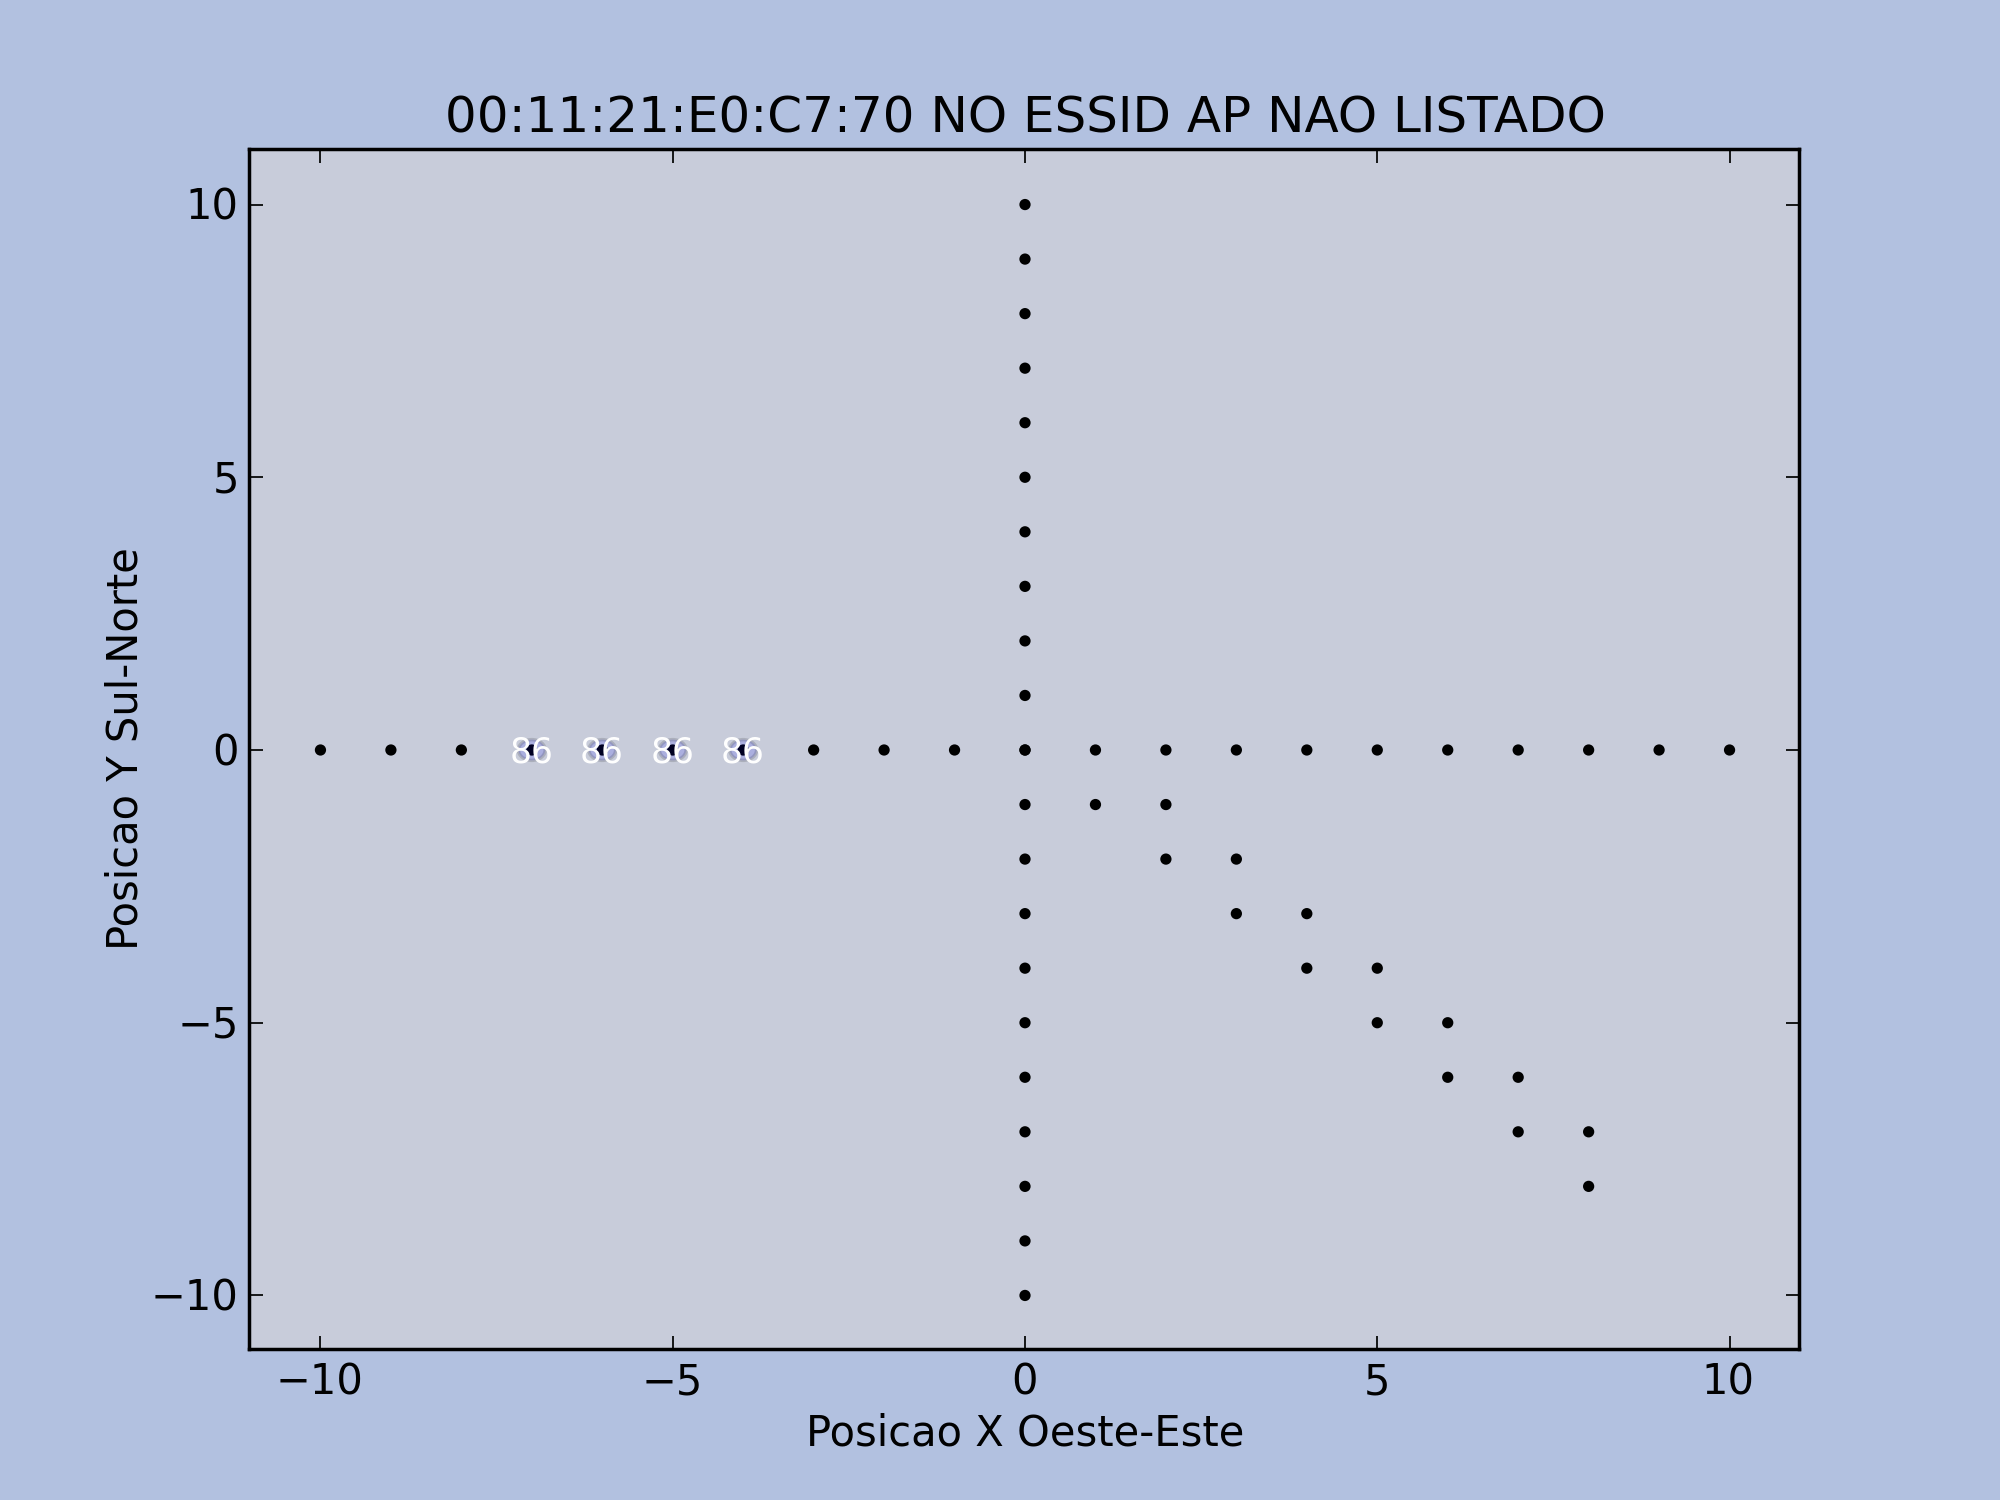 00:11:21:E0:C7:70 NO ESSID AP NAO LISTADO
10
5
0
−5
−10
Posicao Y Sul-Norte
86 86 86 86
−10 −5 0 5 10
Posicao X Oeste-Este